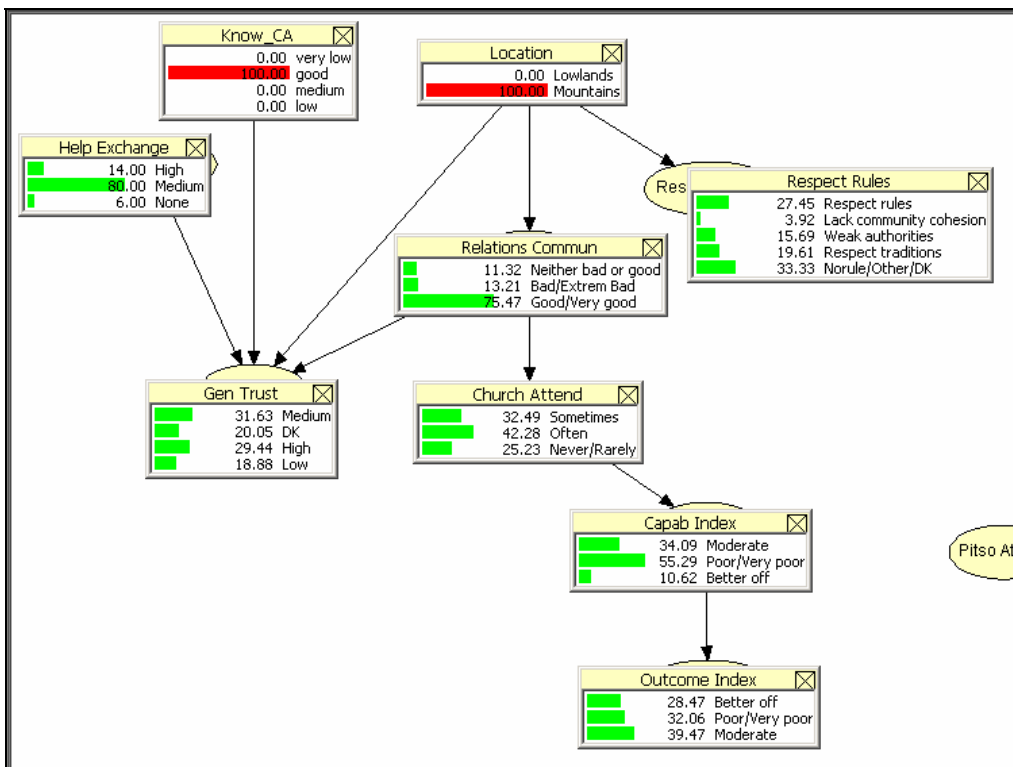 Know_CA
0.00 very low
100.00 good
0.00 medium
0.00 low
Location
0.00 Lowlands
100.00 Mountains
Help Exchange
14.00 High
80.00 Medium
6.00 None
Res
Respect Rules
27.45 Respect rules
3.92 Lack community cohesion
15.69 Weak authorities
19.61 Respect traditions
33.33 Norule/Other/DK
Relations Commun
11.32 Neither bad or good
13.21 Bad/Extrem Bad
75.47 Good/Very good
Gen Trust
31.63 Medium
20.05 DK
29.44 High
18.88 Low
Church Attend
32.49 Sometimes
42.28 Often
25.23 Never/Rarely
Capab Index
34.09 Moderate
55.29 Poor/Very poor
10.62 Better off
Pitso At
Outcome Index
28.47 Better off
32.06 Poor/Very poor
39.47 Moderate